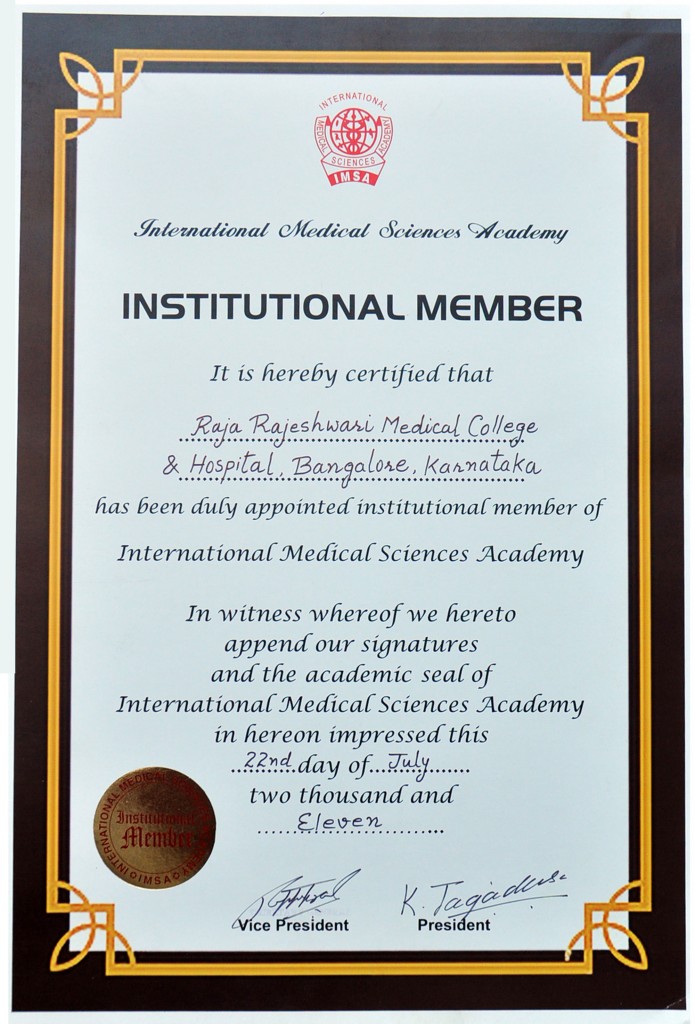 INTERNATIONAL
MEDICAL
ACADEMY
SCIENCES
IMSA
International Medical Sciences Academy
INSTITUTIONAL MEMBER
It is hereby certified that
Raja Rajeshwari Medical College
& Hospital, Bangalore, Karnataka
has been duly appointed institutional member of
International Medical Sciences Academy
In witness whereof we hereto
append our signatures
and the academic seal of
International Medical Sciences Academy
in hereon impressed this
22nd day of July
two thousand and
Eleven
INTERNATIONAL MEDICAL SCIENCES ACADEMY
Institutional
Member
IMSA
K.
Vice President
President